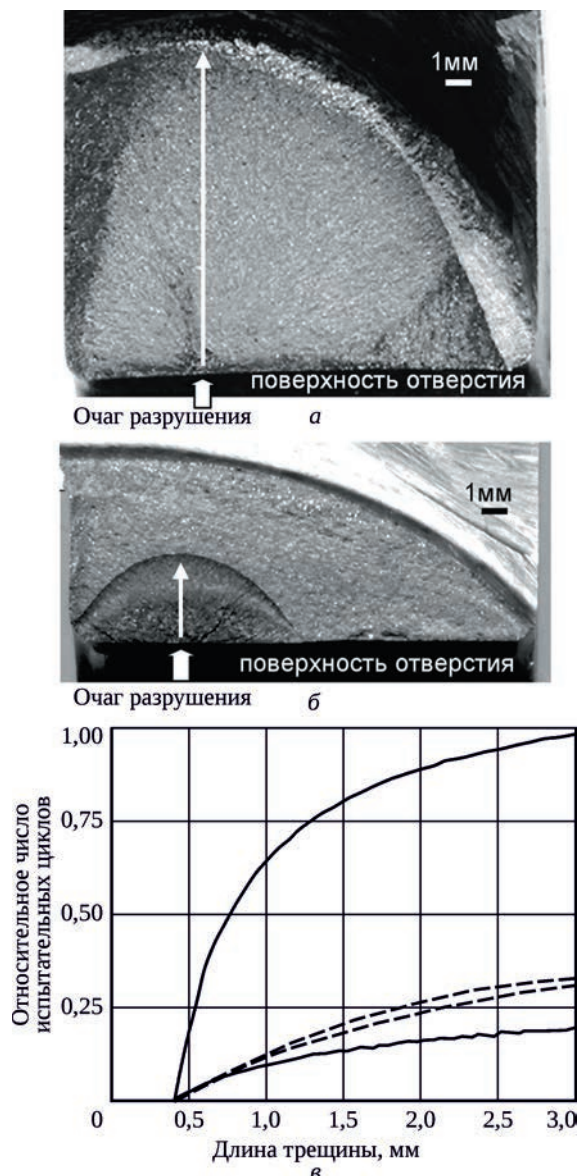 1мм
поверхность отверстия
Очаг разрушения а
1мм
поверхность отверстия
Очаг разрушения б
Относительное число
испытательных циклов
1,00
0,75
0,50
0,25
0 0,5 1,0 1,5 2,0 2,5 3,0
Длина трещины, мм
в